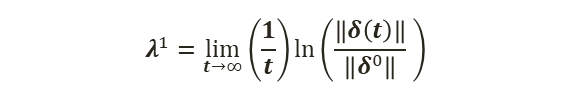 λ¹ = lim_{t→∞} (1/t) ln (‖δ(t)‖ / ‖δ⁰‖)